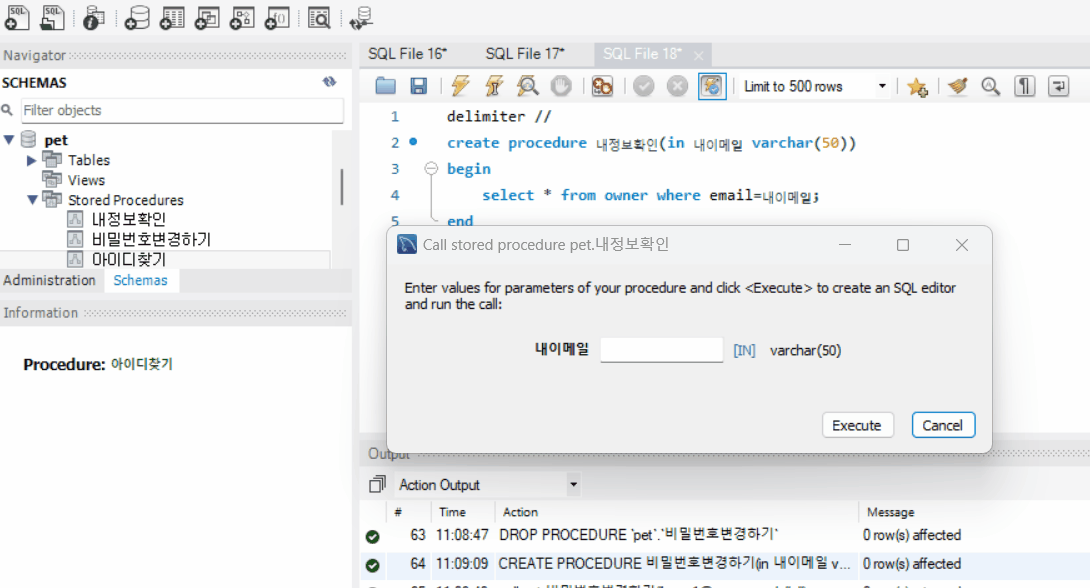 SQL File 16* SQL File 17* SQL File 18*
Navigator
SCHEMAS
Filter objects
pet
Tables
Views
Stored Procedures
내정보확인
비밀번호변경하기
아이디찾기
Administration Schemas
Information
Procedure: 아이디찾기
Limit to 500 rows
1 delimiter //
2 create procedure 내정보확인(in 내이메일 varchar(50))
3 begin
4 select * from owner where email=내이메일;
5 end
Call stored procedure pet.내정보확인
Enter values for parameters of your procedure and click <Execute> to create an SQL editor
and run the call:
내이메일 [IN] varchar(50)
Execute Cancel
Output
Action Output
# Time Action Message
63 11:08:47 DROP PROCEDURE `pet`.`비밀번호변경하기` 0 row(s) affected
64 11:09:09 CREATE PROCEDURE 비밀번호변경하기(in 내이메일 v... 0 row(s) affected